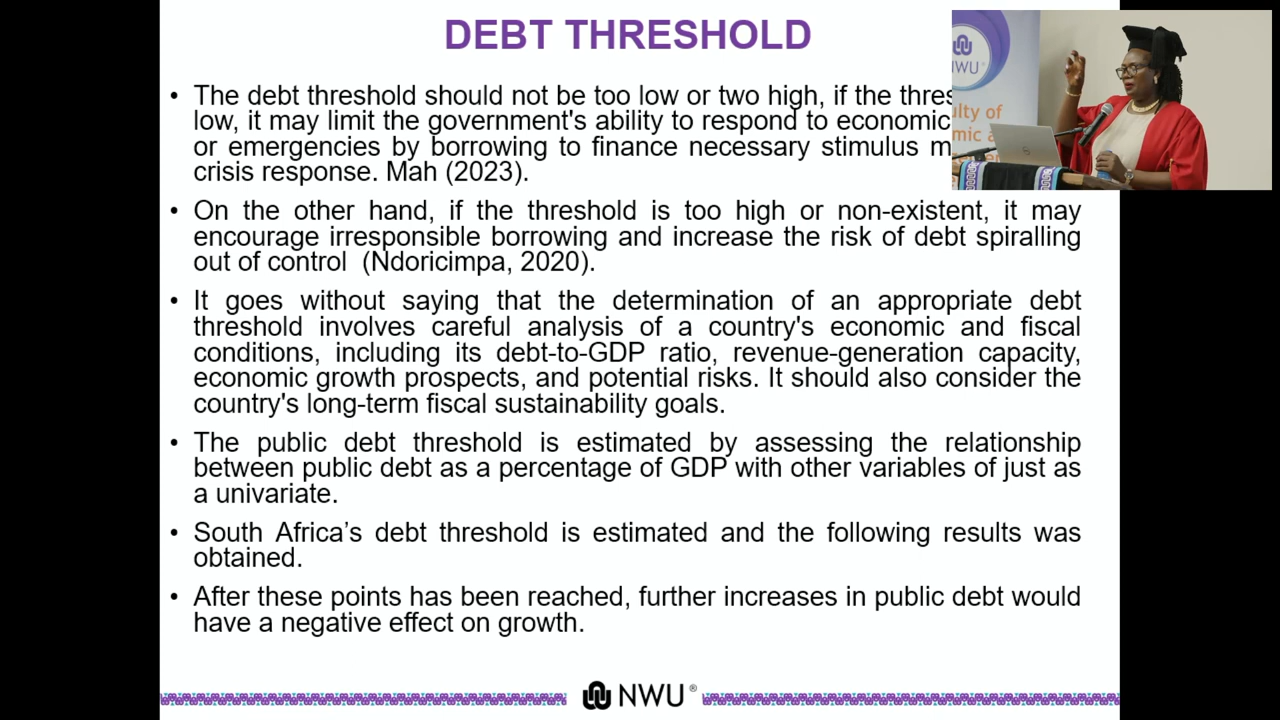 DEBT THRESHOLD
• The debt threshold should not be too low or two high, if the thres
low, it may limit the government's ability to respond to economic
or emergencies by borrowing to finance necessary stimulus m
crisis response. Mah (2023).
• On the other hand, if the threshold is too high or non-existent, it may
encourage irresponsible borrowing and increase the risk of debt spiralling
out of control (Ndoricimpa, 2020).
• It goes without saying that the determination of an appropriate debt
threshold involves careful analysis of a country's economic and fiscal
conditions, including its debt-to-GDP ratio, revenue-generation capacity,
economic growth prospects, and potential risks. It should also consider the
country's long-term fiscal sustainability goals.
• The public debt threshold is estimated by assessing the relationship
between public debt as a percentage of GDP with other variables of just as
a univariate.
• South Africa’s debt threshold is estimated and the following results was
obtained.
• After these points has been reached, further increases in public debt would
have a negative effect on growth.
NWU®
NWU®
ulty of
mic a